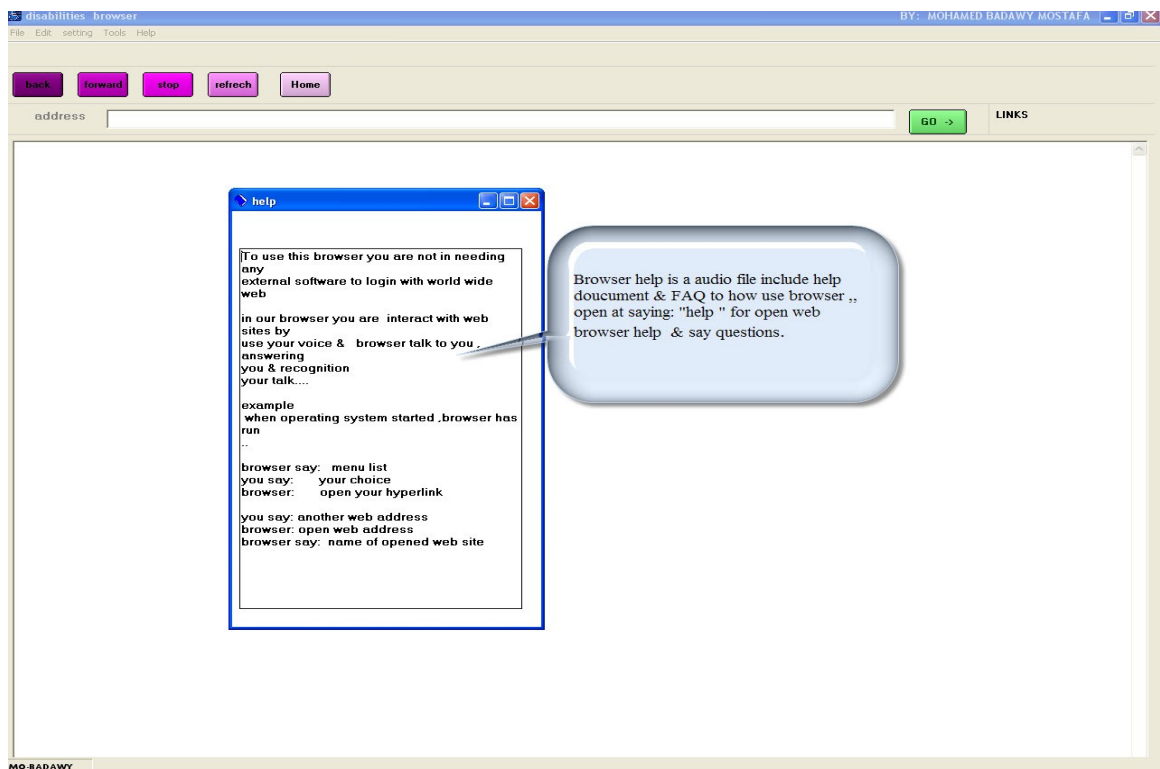 disabilities browser
BY: MOHAMED BADAWY MOSTAFA
File Edit setting Tools Help
back forward stop refrech Home
address
GO ->
LINKS
help
To use this browser you are not in needing
any
external software to login with world wide
web
in our browser you are interact with web
sites by
use your voice & browser talk to you ,
answering
you & recognition
your talk....
example
when operating system started ,browser has
run
..
browser say: menu list
you say: your choice
browser: open your hyperlink
you say: another web address
browser: open web address
browser say: name of opened web site
Browser help is a audio file include help
doucument & FAQ to how use browser ,,
open at saying: "help " for open web
browser help & say questions.
MO-BADAWY